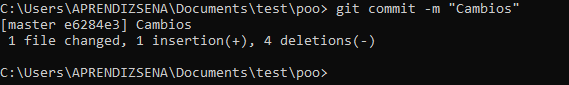 C:\Users\APRENDIZSENA\Documents\test\poo> git commit -m "Cambios"
[master e6284e3] Cambios
 1 file changed, 1 insertion(+), 4 deletions(-)
C:\Users\APRENDIZSENA\Documents\test\poo>